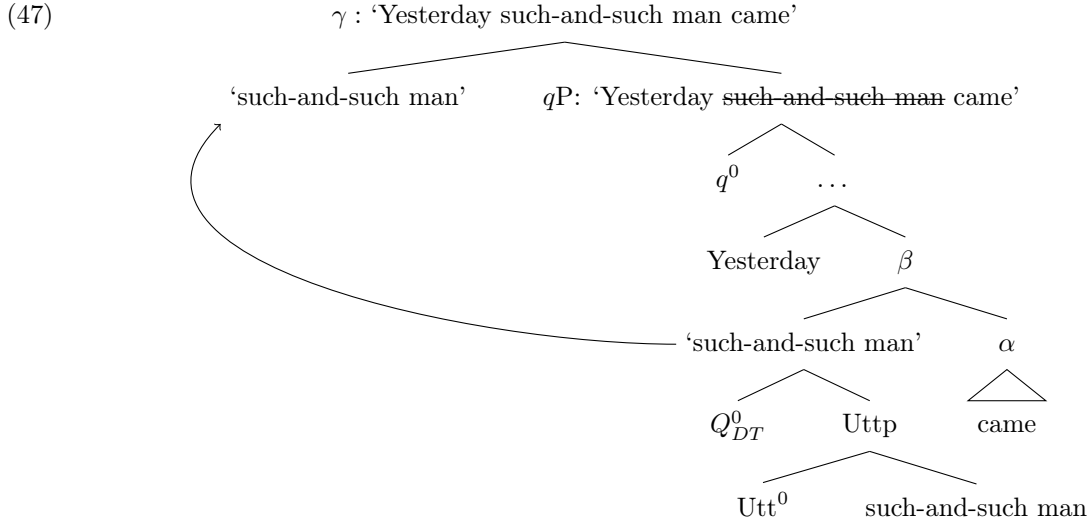 (47) γ : ‘Yesterday such-and-such man came’
‘such-and-such man’ qP: ‘Yesterday such-and-such man came’
q⁰ …
Yesterday β
‘such-and-such man’ α
Q⁰_DT Uttp came
Utt⁰ such-and-such man